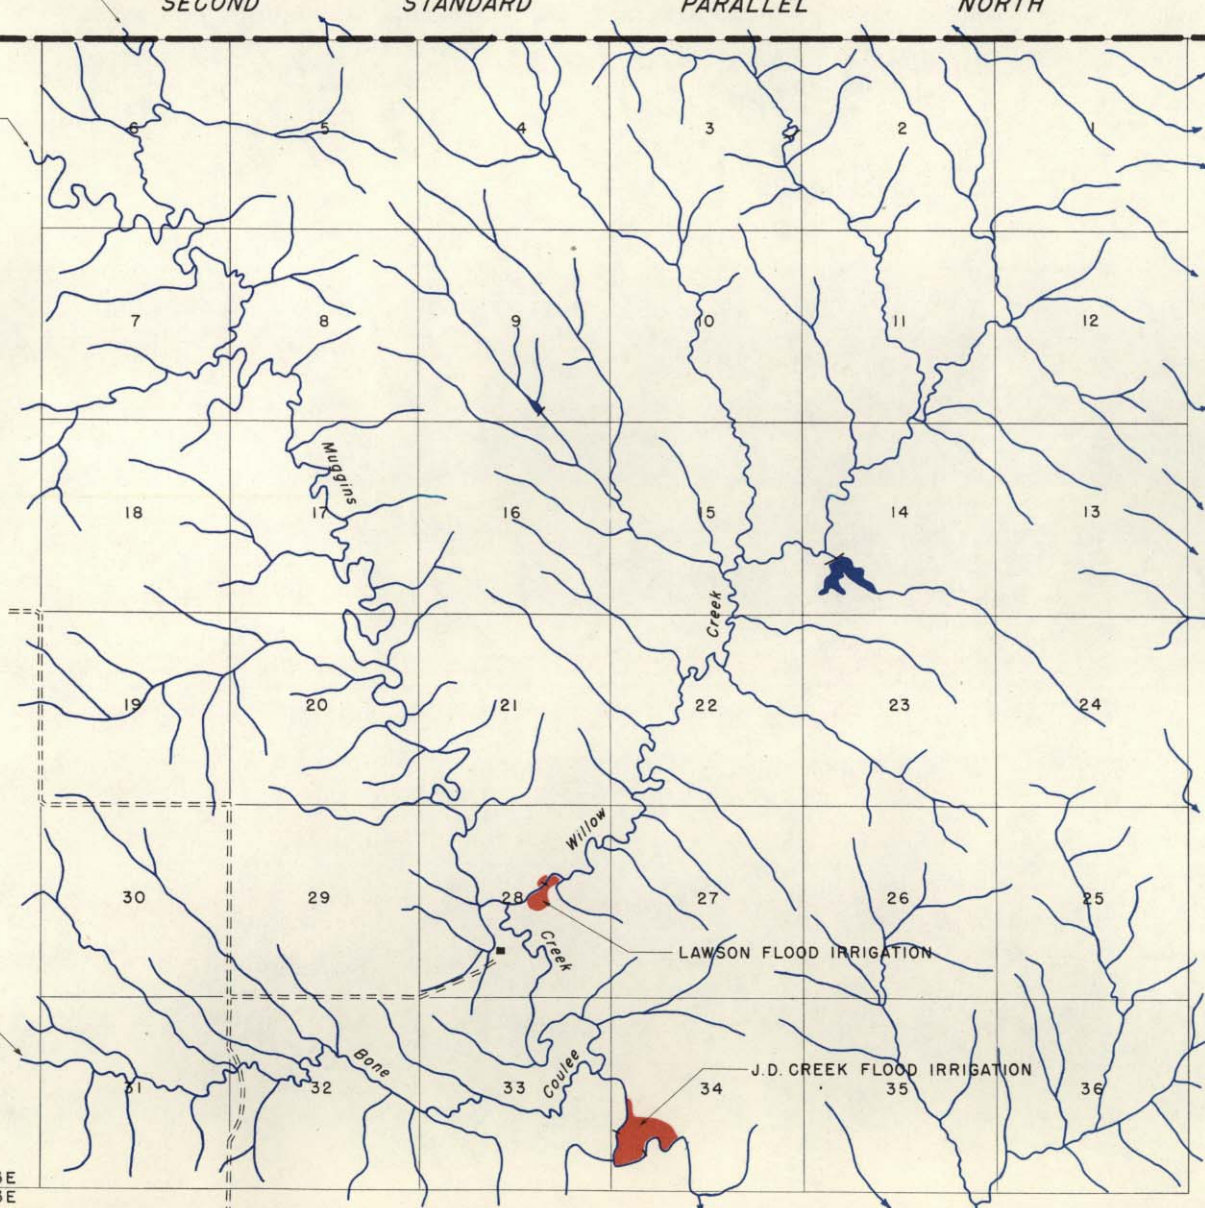 SECOND STANDARD PARALLEL NORTH
6 5 4 3 2 1
7 8 9 10 11 12
Muggins
18 17 16 15 14 13
Creek
19 20 21 22 23 24
Willow
30 29 28 27 26 25
Creek
LAWSON FLOOD IRRIGATION
Bone
Coulee
J.D. CREEK FLOOD IRRIGATION
31 32 33 34 35 36